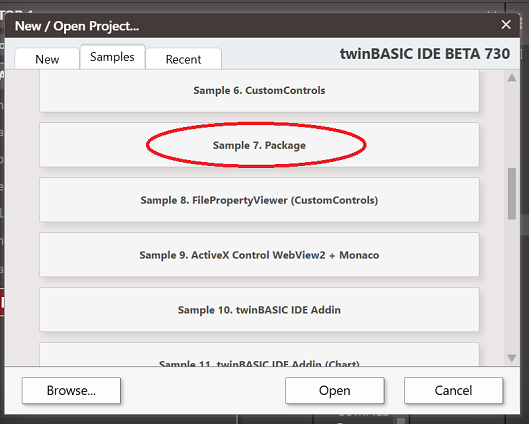 New / Open Project...
New
Samples
Recent
twinBASIC IDE BETA 730
Sample 6. CustomControls
Sample 7. Package
Sample 8. FilePropertyViewer (CustomControls)
Sample 9. ActiveX Control WebView2 + Monaco
Sample 10. twinBASIC IDE Addin
Sample 11. twinBASIC IDE Addin (Chart)
Browse...
Open
Cancel